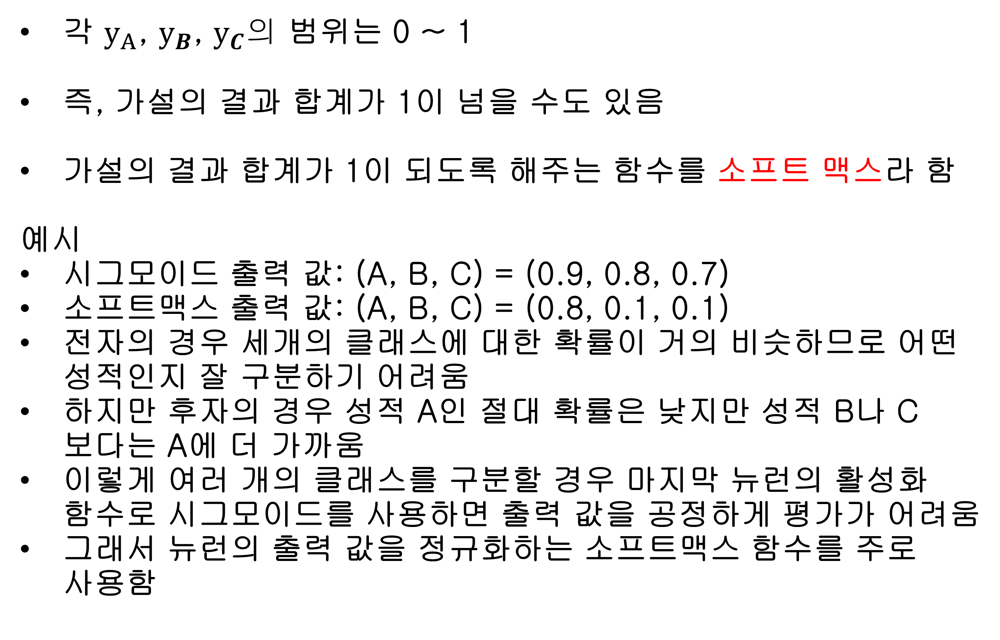 • 각 y_A, y_B, y_C의 범위는 0 ~ 1
• 즉, 가설의 결과 합계가 1이 넘을 수도 있음
• 가설의 결과 합계가 1이 되도록 해주는 함수를 소프트 맥스라 함
예시
• 시그모이드 출력 값: (A, B, C) = (0.9, 0.8, 0.7)
• 소프트맥스 출력 값: (A, B, C) = (0.8, 0.1, 0.1)
• 전자의 경우 세개의 클래스에 대한 확률이 거의 비슷하므로 어떤
성적인지 잘 구분하기 어려움
• 하지만 후자의 경우 성적 A인 절대 확률은 낮지만 성적 B나 C
보다는 A에 더 가까움
• 이렇게 여러 개의 클래스를 구분할 경우 마지막 뉴런의 활성화
함수로 시그모이드를 사용하면 출력 값을 공정하게 평가가 어려움
• 그래서 뉴런의 출력 값을 정규화하는 소프트맥스 함수를 주로
사용함